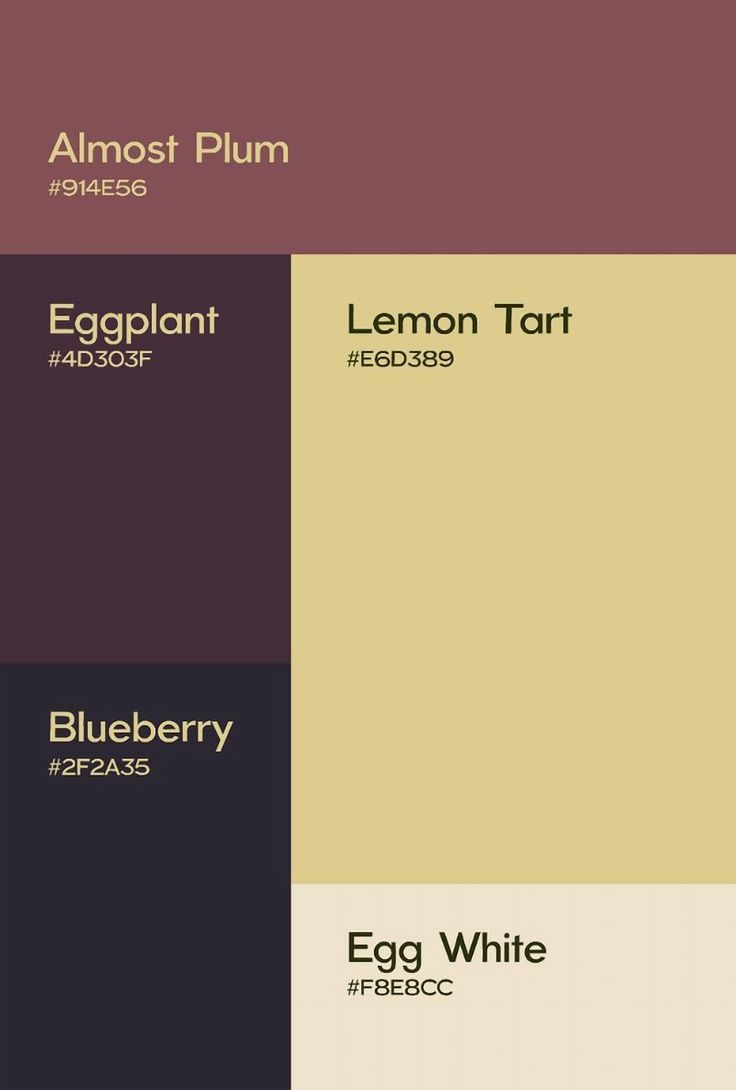 Almost Plum
#914E56
Eggplant
#4D303F
Lemon Tart
#E6D389
Blueberry
#2F2A35
Egg White
#F8E8CC